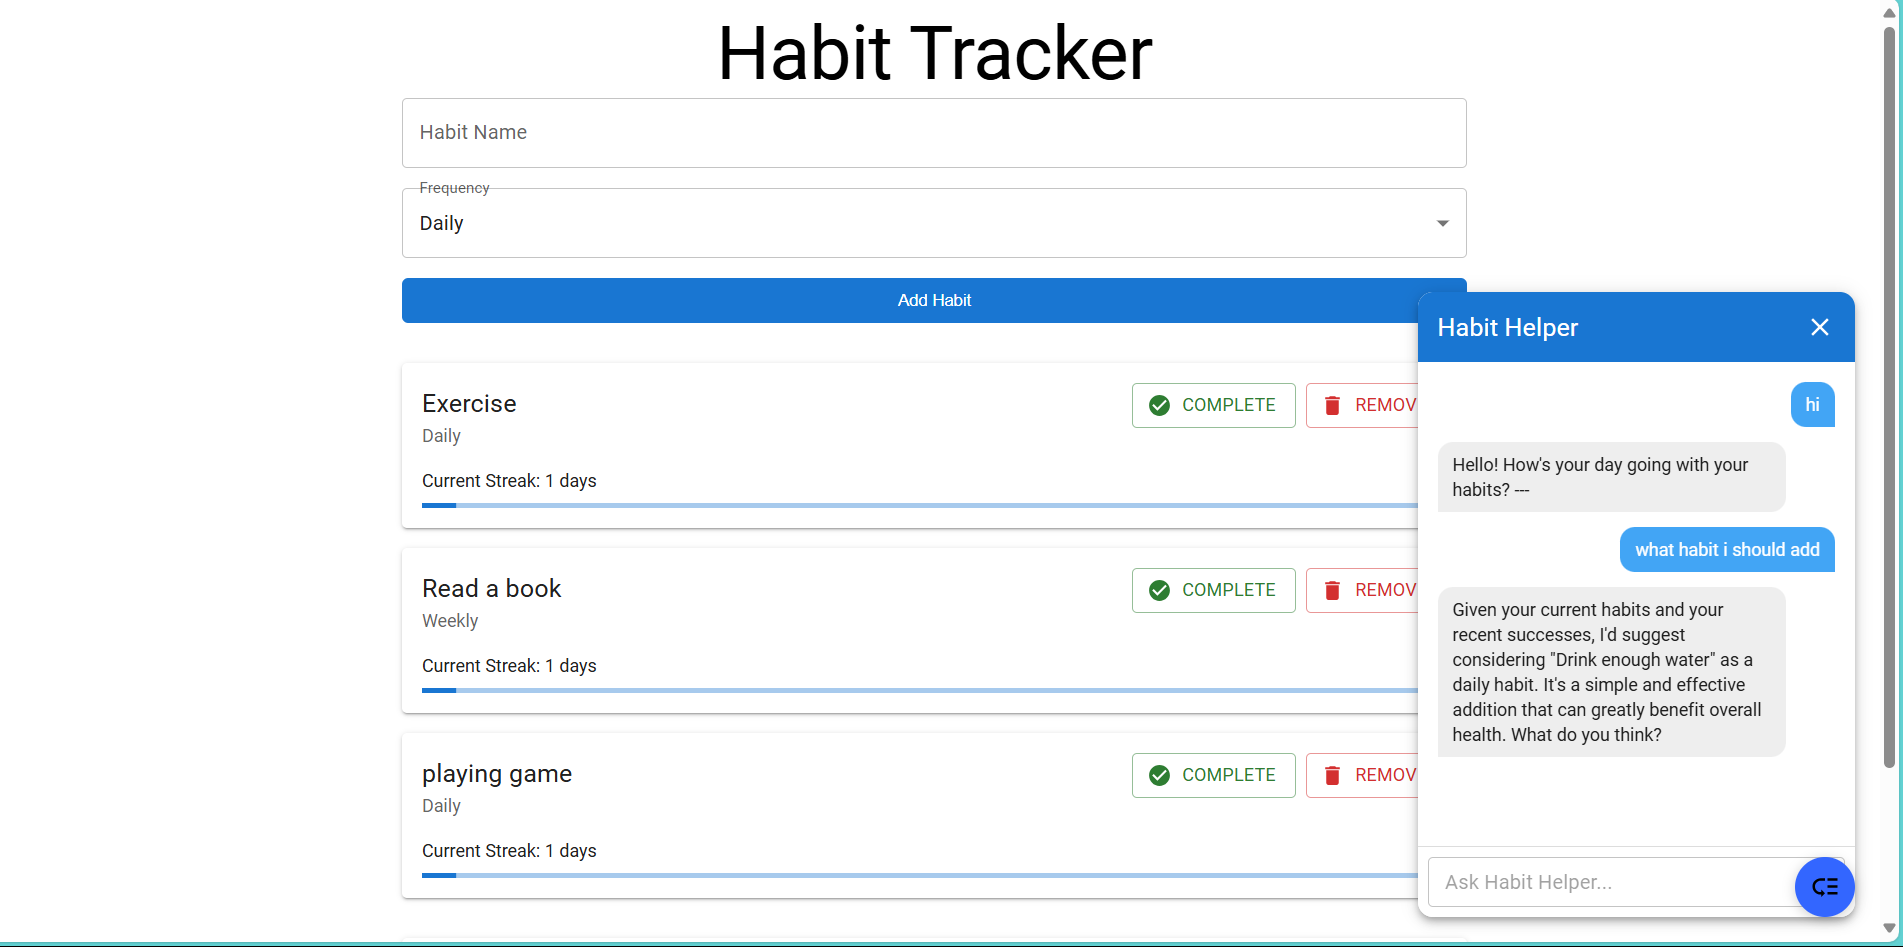 Habit Tracker
Habit Name
Frequency
Daily
Add Habit
Exercise
Daily
COMPLETE
REMOV
Current Streak: 1 days
Read a book
Weekly
COMPLETE
REMOV
Current Streak: 1 days
playing game
Daily
COMPLETE
REMOV
Current Streak: 1 days
Habit Helper
hi
Hello! How's your day going with your
habits? ---
what habit i should add
Given your current habits and your
recent successes, I'd suggest
considering "Drink enough water" as a
daily habit. It's a simple and effective
addition that can greatly benefit overall
health. What do you think?
Ask Habit Helper...